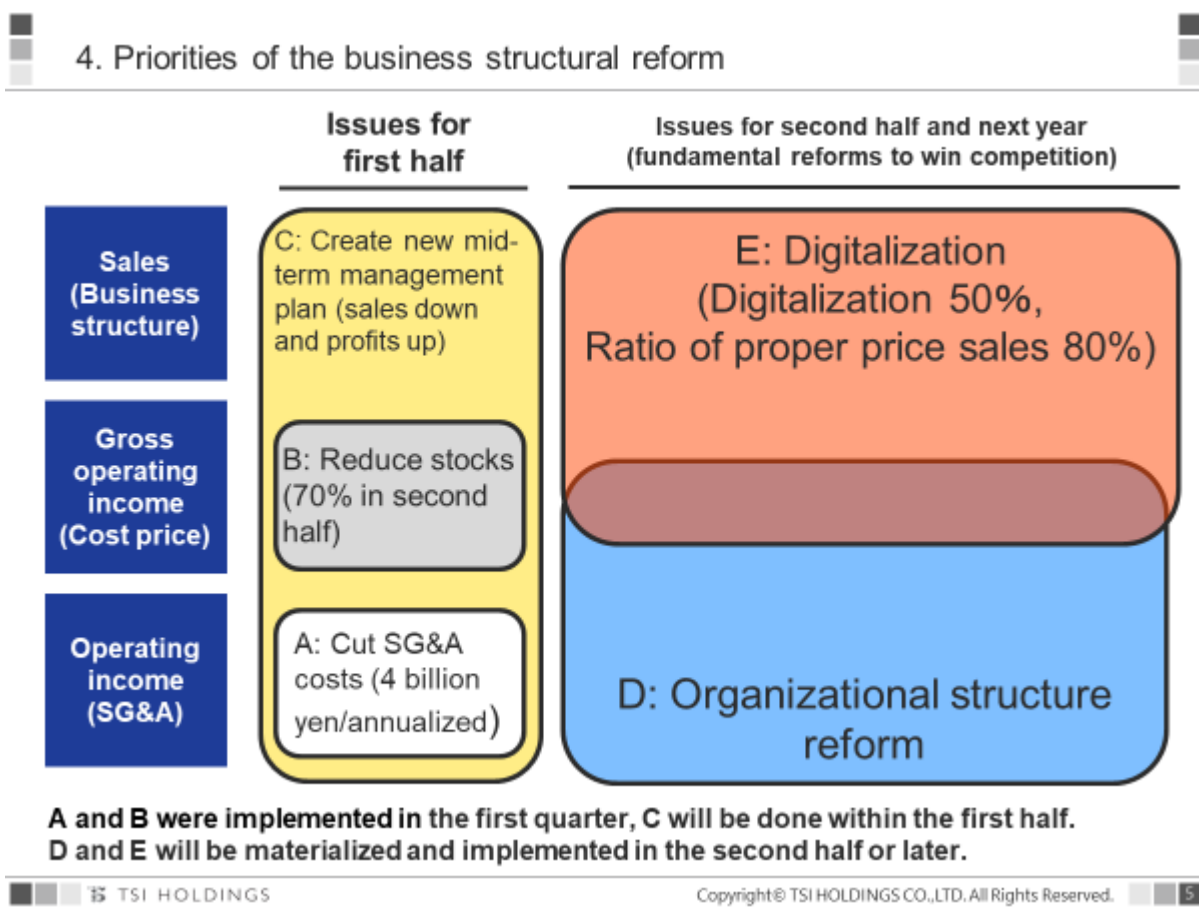 4. Priorities of the business structural reform
Issues for
first half
Issues for second half and next year
(fundamental reforms to win competition)
Sales
(Business
structure)
C: Create new mid-
term management
plan (sales down
and profits up)
E: Digitalization
(Digitalization 50%,
Ratio of proper price sales 80%)
Gross
operating
income
(Cost price)
B: Reduce stocks
(70% in second
half)
Operating
income
(SG&A)
A: Cut SG&A
costs (4 billion
yen/annualized)
D: Organizational structure
reform
A and B were implemented in the first quarter, C will be done within the first half.
D and E will be materialized and implemented in the second half or later.
TSI HOLDINGS
Copyright© TSI HOLDINGS CO.,LTD. All Rights Reserved.
5